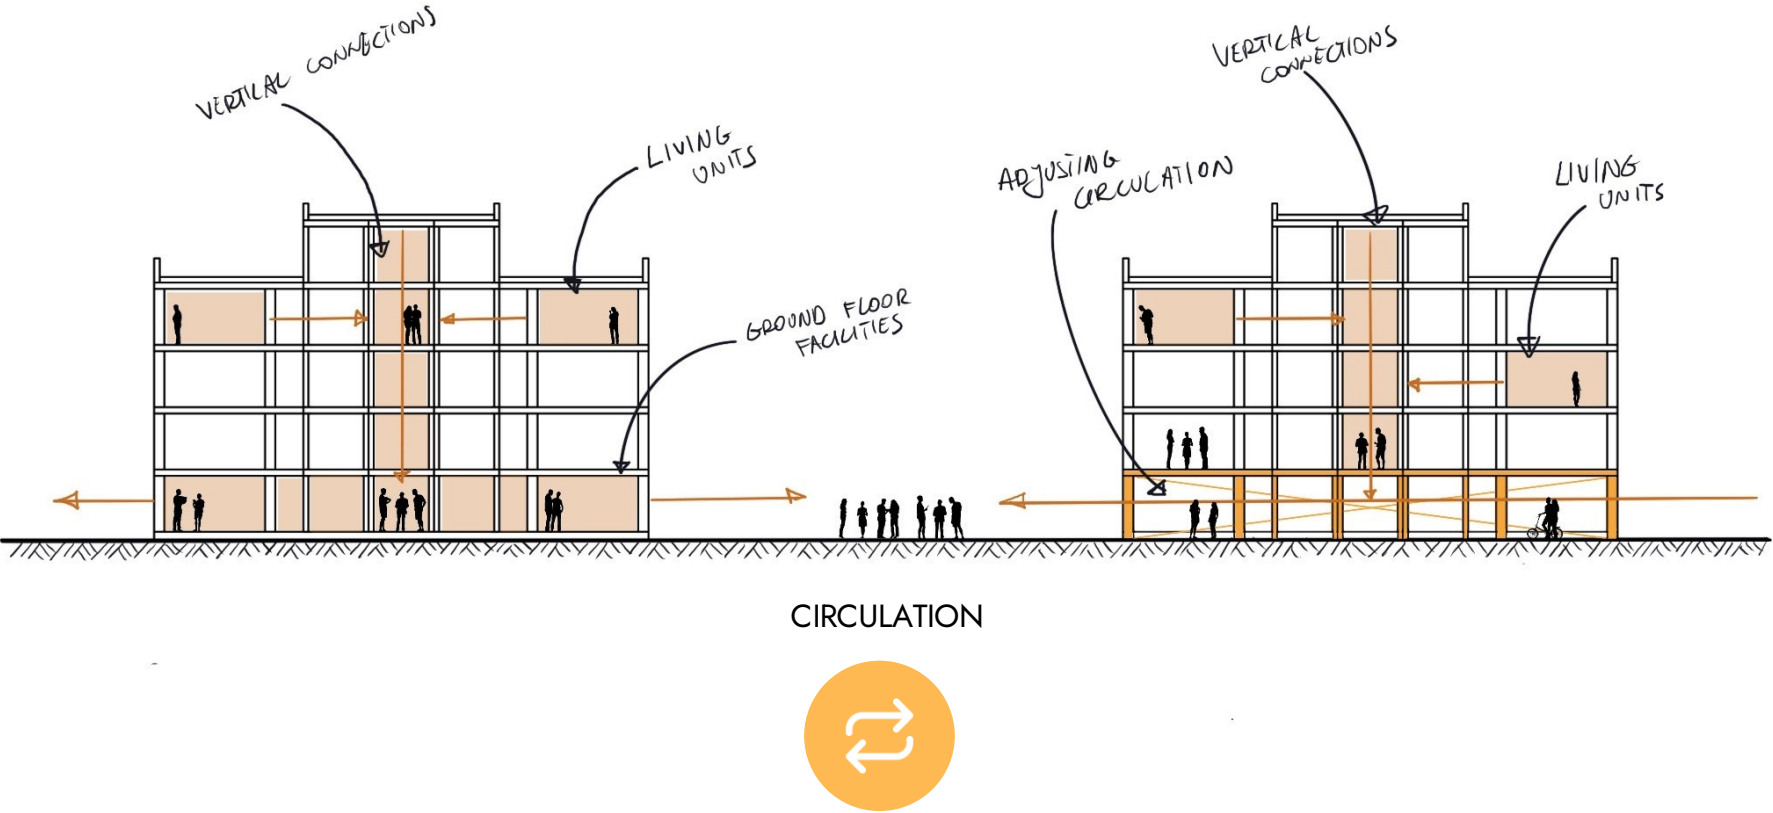 VERTICAL CONNECTIONS
LIVING
UNITS
GROUND FLOOR
FACILITIES
VERTICAL
CONNECTIONS
ADJUSTING
CIRCULATION
LIVING
UNITS
CIRCULATION